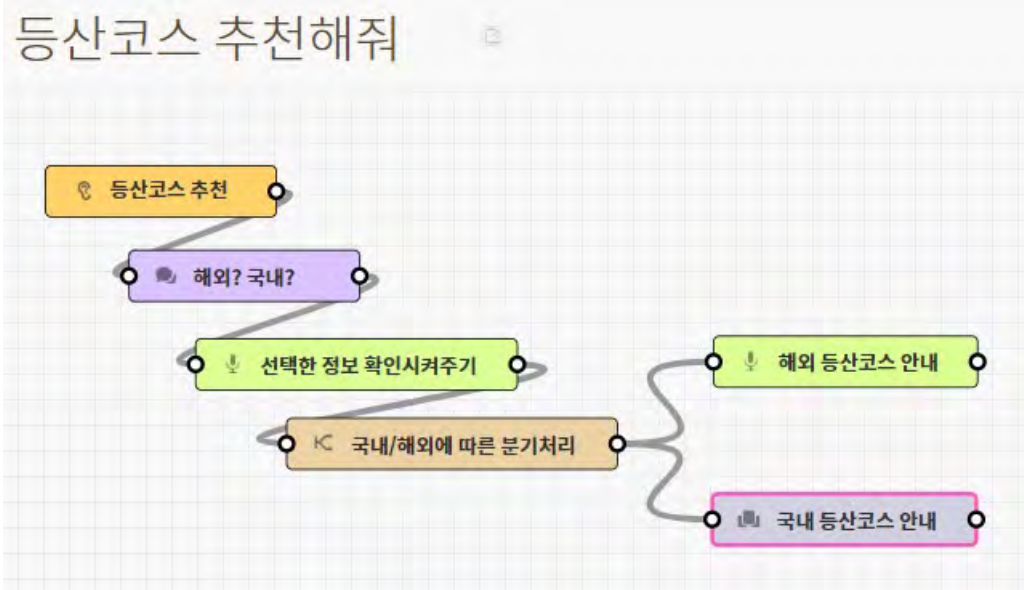 등산코스 추천해줘
등산코스 추천
해외? 국내?
선택한 정보 확인시켜주기
국내/해외에 따른 분기처리
해외 등산코스 안내
국내 등산코스 안내